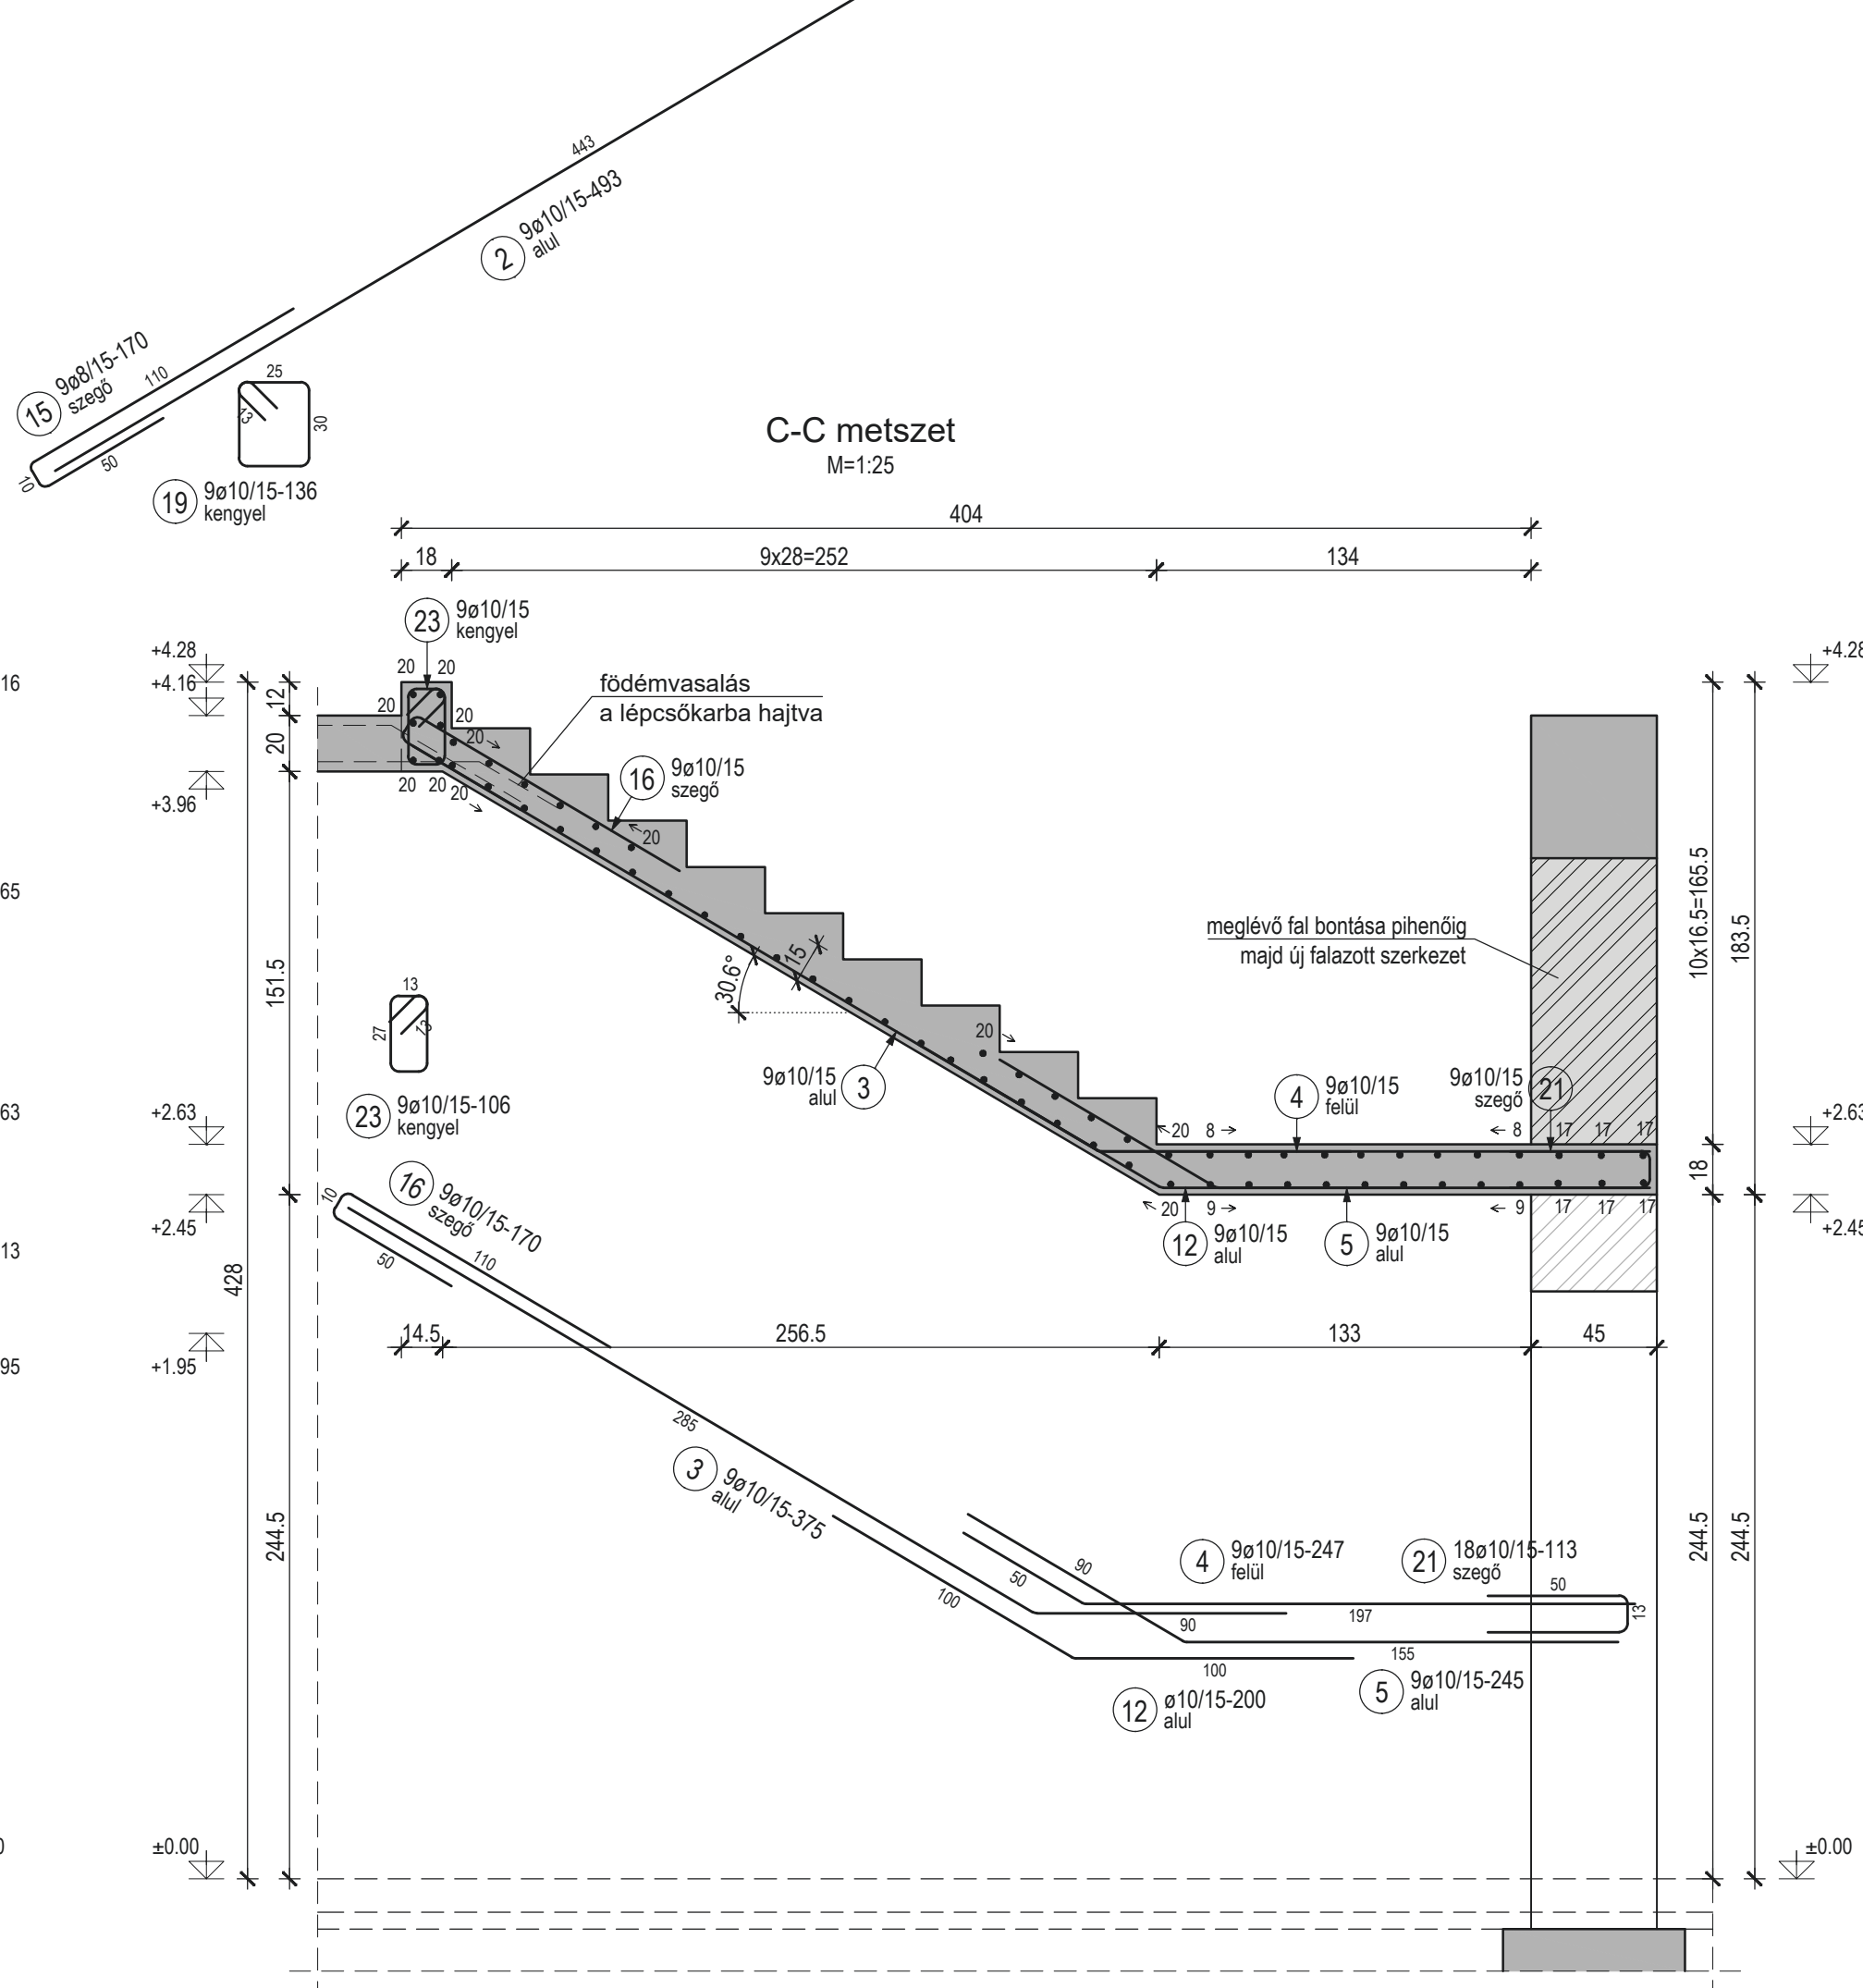 443
2 9ø10/15-493
alul
15 9ø8/15-170
szegő
110
50
10
25
13
30
19 9ø10/15-136
kengyel
C-C metszet
M=1:25
404
18 9x28=252 134
23 9ø10/15
kengyel
+4.28
+4.16
+3.96
+2.63
+2.45
+1.95
±0.00
16
65
63
13
95
12
20
151.5
244.5
428
20 20
20
20
20
20 20
20
födémvasalás
a lépcsőkarba hajtva
16 9ø10/15
szegő
20
15
30.6°
9ø10/15
alul 3
20
meglévő fal bontása pihenőig
majd új falazott szerkezet
4 9ø10/15
felül
9ø10/15
szegő 21
20 8 8 17 17 17
20 9 9 17 17 17
12 9ø10/15
alul
5 9ø10/15
alul
10x16.5=165.5
18
183.5
244.5
244.5
+4.28
+2.63
+2.45
±0.00
13
27
13
23 9ø10/15-106
kengyel
16 9ø10/15-170
szegő
10
110
50
14.5 256.5 133 45
285
3 9ø10/15-375
alul
90
50
100
4 9ø10/15-247
felül
21 18ø10/15-113
szegő
50
13
197
90
155
100
12 ø10/15-200
alul
5 9ø10/15-245
alul